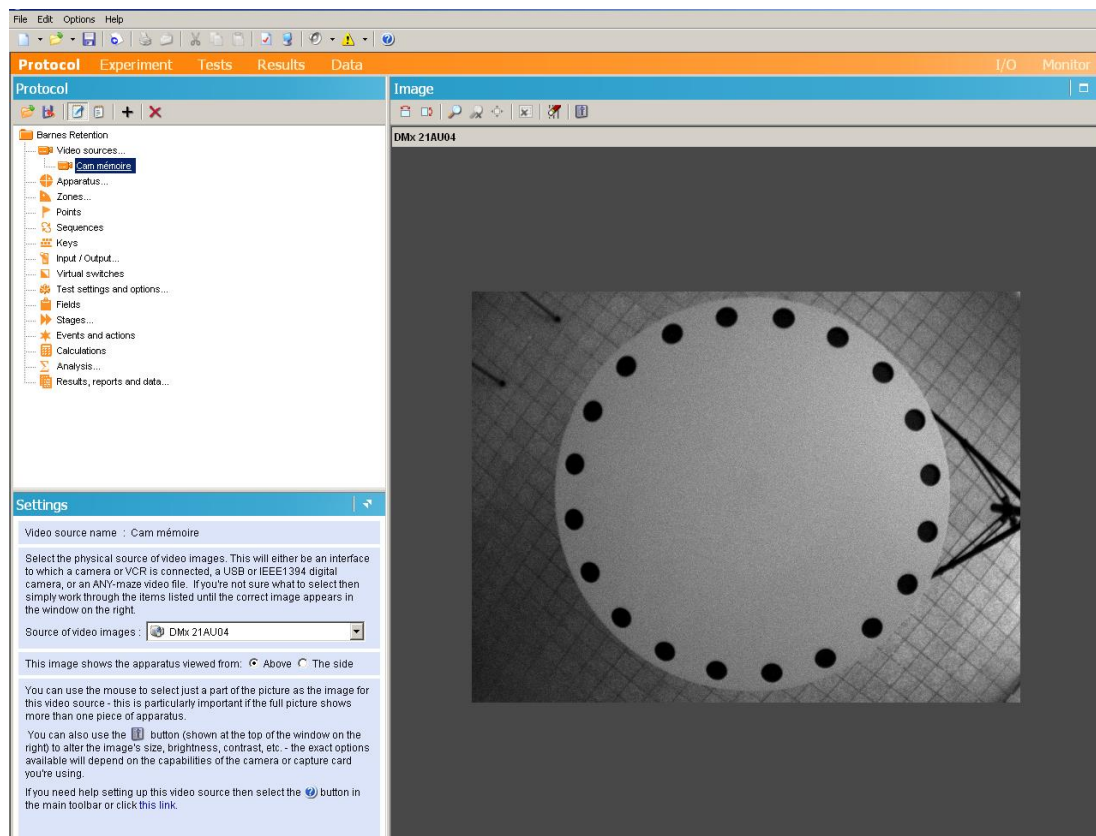 File Edit Options Help
Protocol Experiment Tests Results Data I/O Monitor
Protocol
Barnes Retention
Video sources...
Cam mémoire
Apparatus...
Zones...
Points
Sequences
Keys
Input / Output...
Virtual switches
Test settings and options...
Fields
Stages...
Events and actions
Calculations
Analysis...
Results, reports and data...
Image
DMx 21AU04
Settings
Video source name : Cam mémoire
Select the physical source of video images. This will either be an interface
to which a camera or VCR is connected, a USB or IEEE1394 digital
camera, or an ANY-maze video file. If you're not sure what to select then
simply work through the items listed until the correct image appears in
the window on the right.
Source of video images : DMx 21AU04
This image shows the apparatus viewed from: Above The side
You can use the mouse to select just a part of the picture as the image for
this video source - this is particularly important if the full picture shows
more than one piece of apparatus.
You can also use the button (shown at the top of the window on the
right) to alter the image's size, brightness, contrast, etc. - the exact options
available will depend on the capabilities of the camera or capture card
you're using.
If you need help setting up this video source then select the button in
the main toolbar or click this link.